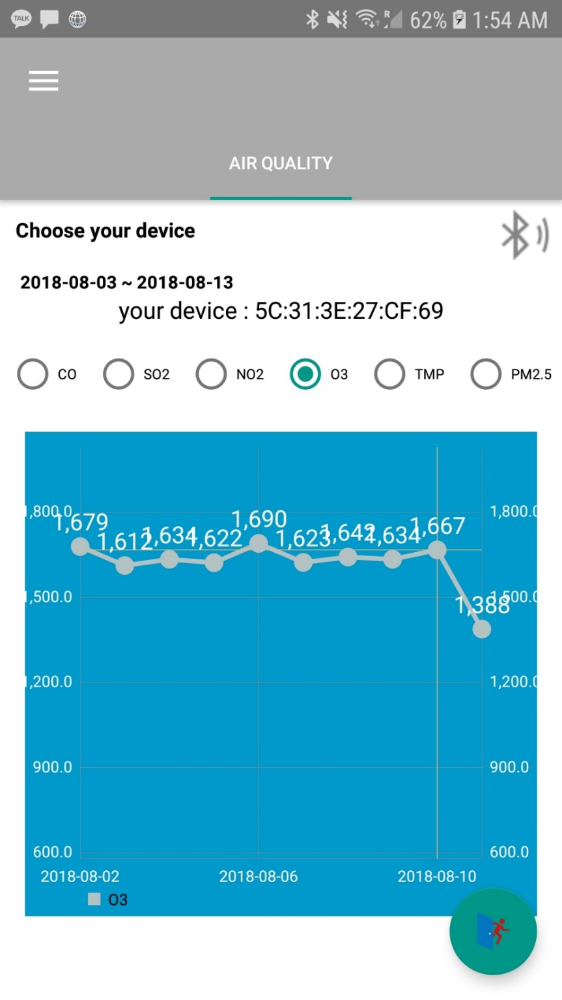 TALK R 62% 1:54 AM
AIR QUALITY
Choose your device
2018-08-03 ~ 2018-08-13
your device : 5C:31:3E:27:CF:69
CO SO2 NO2 O3 TMP PM2.5
1,800.0 1,800.0
1,679 1,612 1,634 1,622 1,690 1,623 1,642 1,634 1,667
1,500.0 1,500.0
1,388
1,200.0 1,200.0
900.0 900.0
600.0 600.0
2018-08-02 2018-08-06 2018-08-10
O3